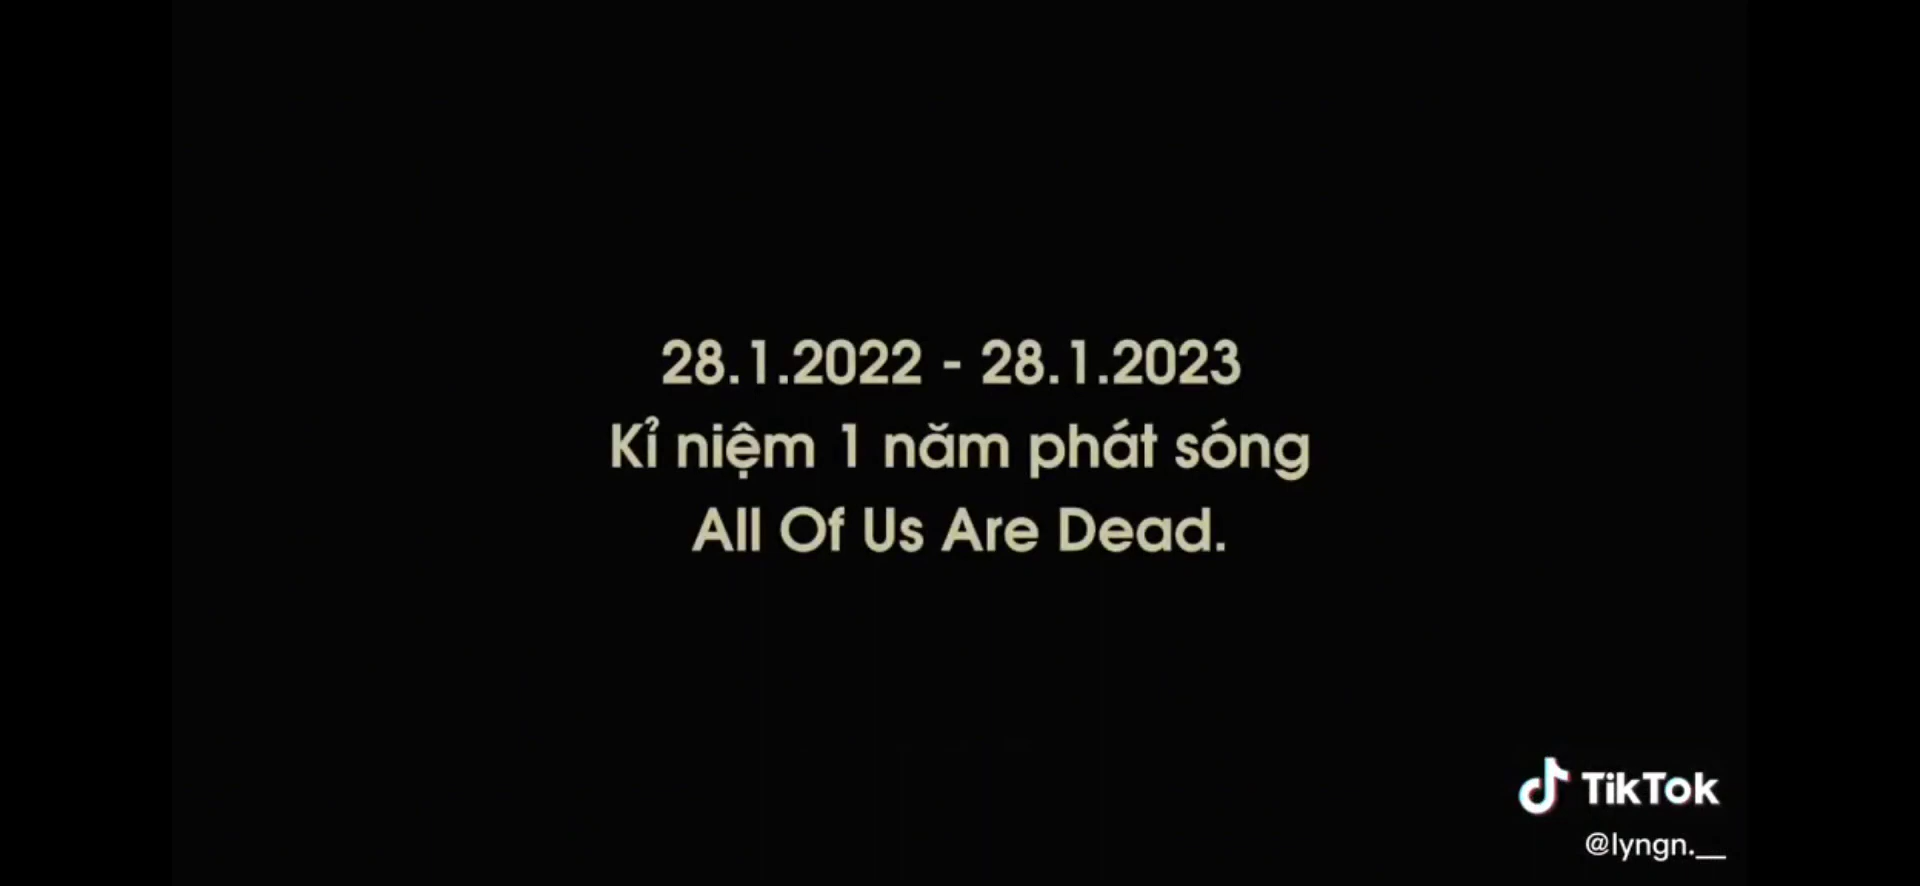 28.1.2022 - 28.1.2023
Kỉ niệm 1 năm phát sóng
All Of Us Are Dead.
TikTok
@lyngn.__